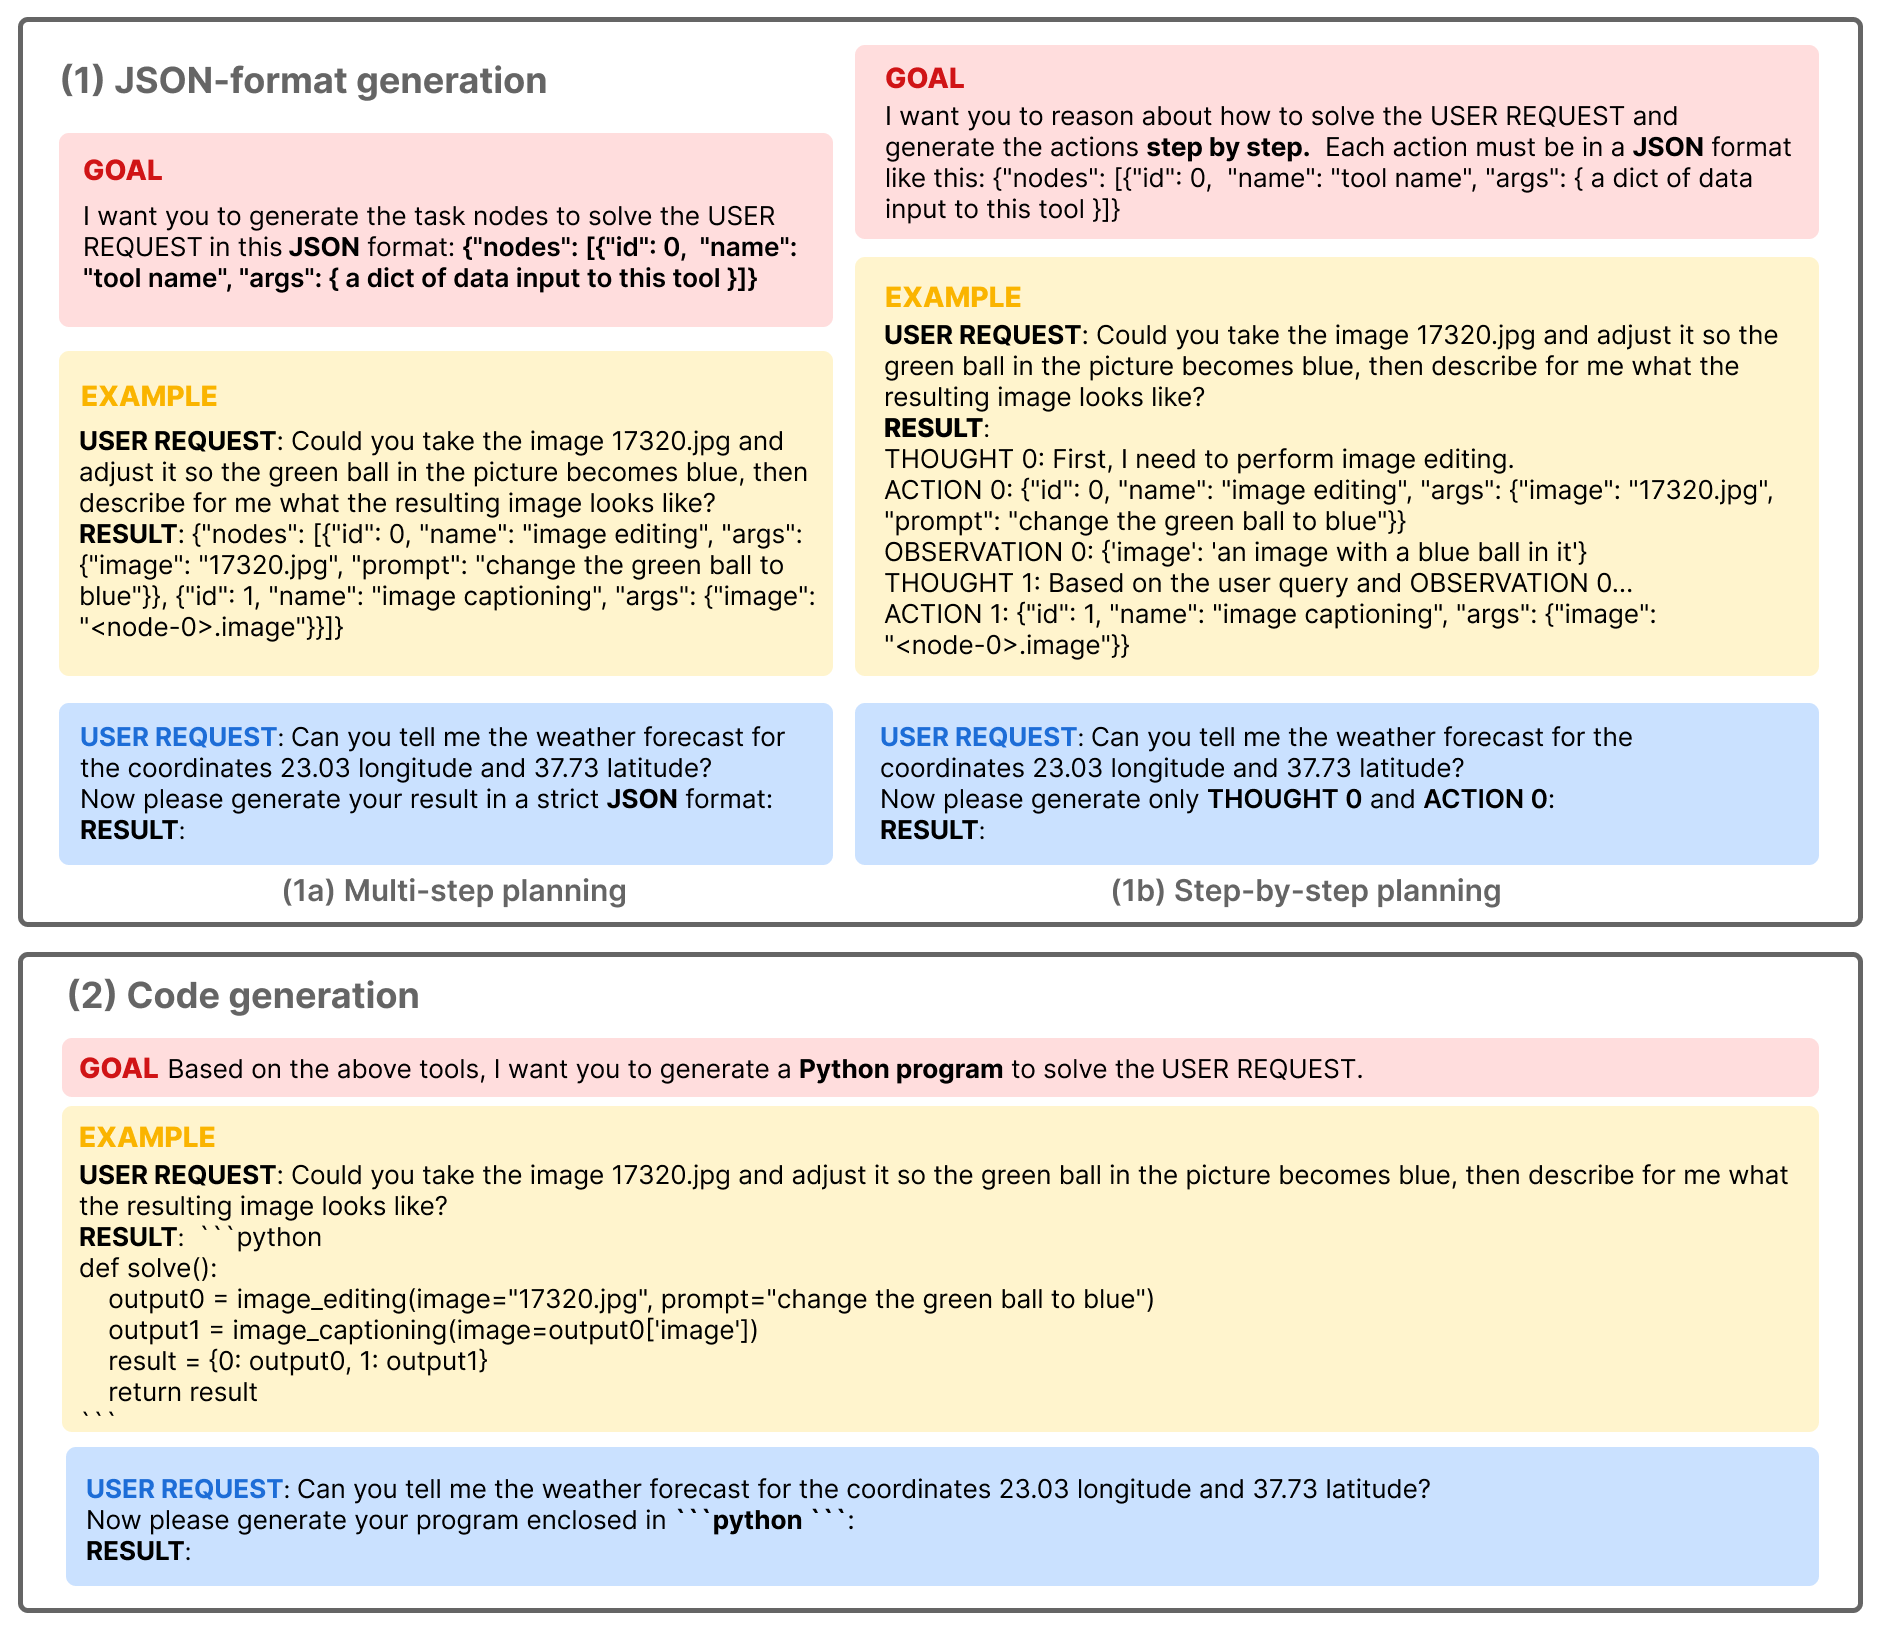 (1) JSON-format generation
GOAL
I want you to generate the task nodes to solve the USER
REQUEST in this JSON format: {"nodes": [{"id": 0,  "name":
"tool name", "args": { a dict of data input to this tool }]}
EXAMPLE
USER REQUEST: Could you take the image 17320.jpg and
adjust it so the green ball in the picture becomes blue, then
describe for me what the resulting image looks like?
RESULT: {"nodes": [{"id": 0, "name": "image editing", "args":
{"image": "17320.jpg", "prompt": "change the green ball to
blue"}}, {"id": 1, "name": "image captioning", "args": {"image":
"<node-0>.image"}}]}
USER REQUEST: Can you tell me the weather forecast for
the coordinates 23.03 longitude and 37.73 latitude?
Now please generate your result in a strict JSON format:
RESULT:
(1a) Multi-step planning
GOAL
I want you to reason about how to solve the USER REQUEST and
generate the actions step by step.  Each action must be in a JSON format
like this: {"nodes": [{"id": 0,  "name": "tool name", "args": { a dict of data
input to this tool }]}
EXAMPLE
USER REQUEST: Could you take the image 17320.jpg and adjust it so the
green ball in the picture becomes blue, then describe for me what the
resulting image looks like?
RESULT:
THOUGHT 0: First, I need to perform image editing.
ACTION 0: {"id": 0, "name": "image editing", "args": {"image": "17320.jpg",
"prompt": "change the green ball to blue"}}
OBSERVATION 0: {'image': 'an image with a blue ball in it'}
THOUGHT 1: Based on the user query and OBSERVATION 0...
ACTION 1: {"id": 1, "name": "image captioning", "args": {"image":
"<node-0>.image"}}
USER REQUEST: Can you tell me the weather forecast for the
coordinates 23.03 longitude and 37.73 latitude?
Now please generate only THOUGHT 0 and ACTION 0:
RESULT:
(1b) Step-by-step planning
(2) Code generation
GOAL Based on the above tools, I want you to generate a Python program to solve the USER REQUEST.
EXAMPLE
USER REQUEST: Could you take the image 17320.jpg and adjust it so the green ball in the picture becomes blue, then describe for me what
the resulting image looks like?
RESULT:  ```python
def solve():
    output0 = image_editing(image="17320.jpg", prompt="change the green ball to blue")
    output1 = image_captioning(image=output0['image'])
    result = {0: output0, 1: output1}
    return result
```
USER REQUEST: Can you tell me the weather forecast for the coordinates 23.03 longitude and 37.73 latitude?
Now please generate your program enclosed in ```python ```:
RESULT: